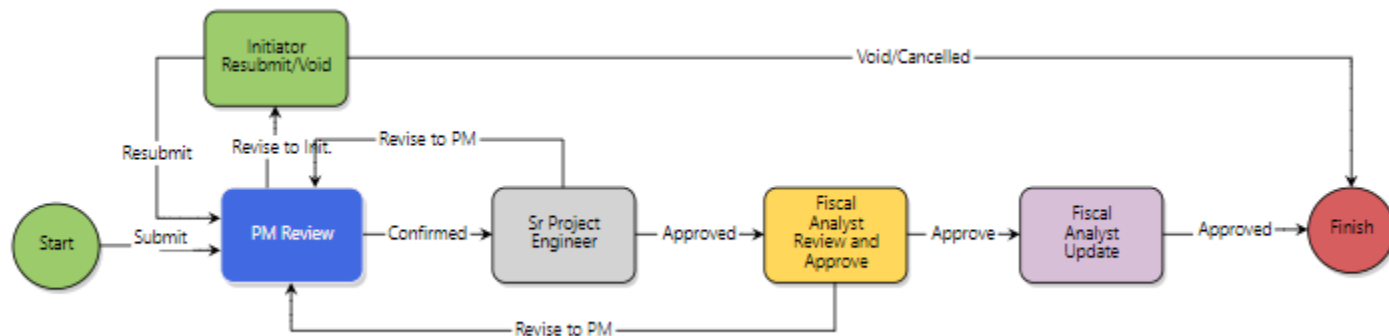 Initiator
Resubmit/Void
Void/Cancelled
Revise to PM
Resubmit
Revise to Init.
Start
Submit
PM Review
Confirmed
Sr Project
Engineer
Approved
Fiscal
Analyst
Review and
Approve
Approve
Fiscal
Analyst
Update
Approved
Finish
Revise to PM